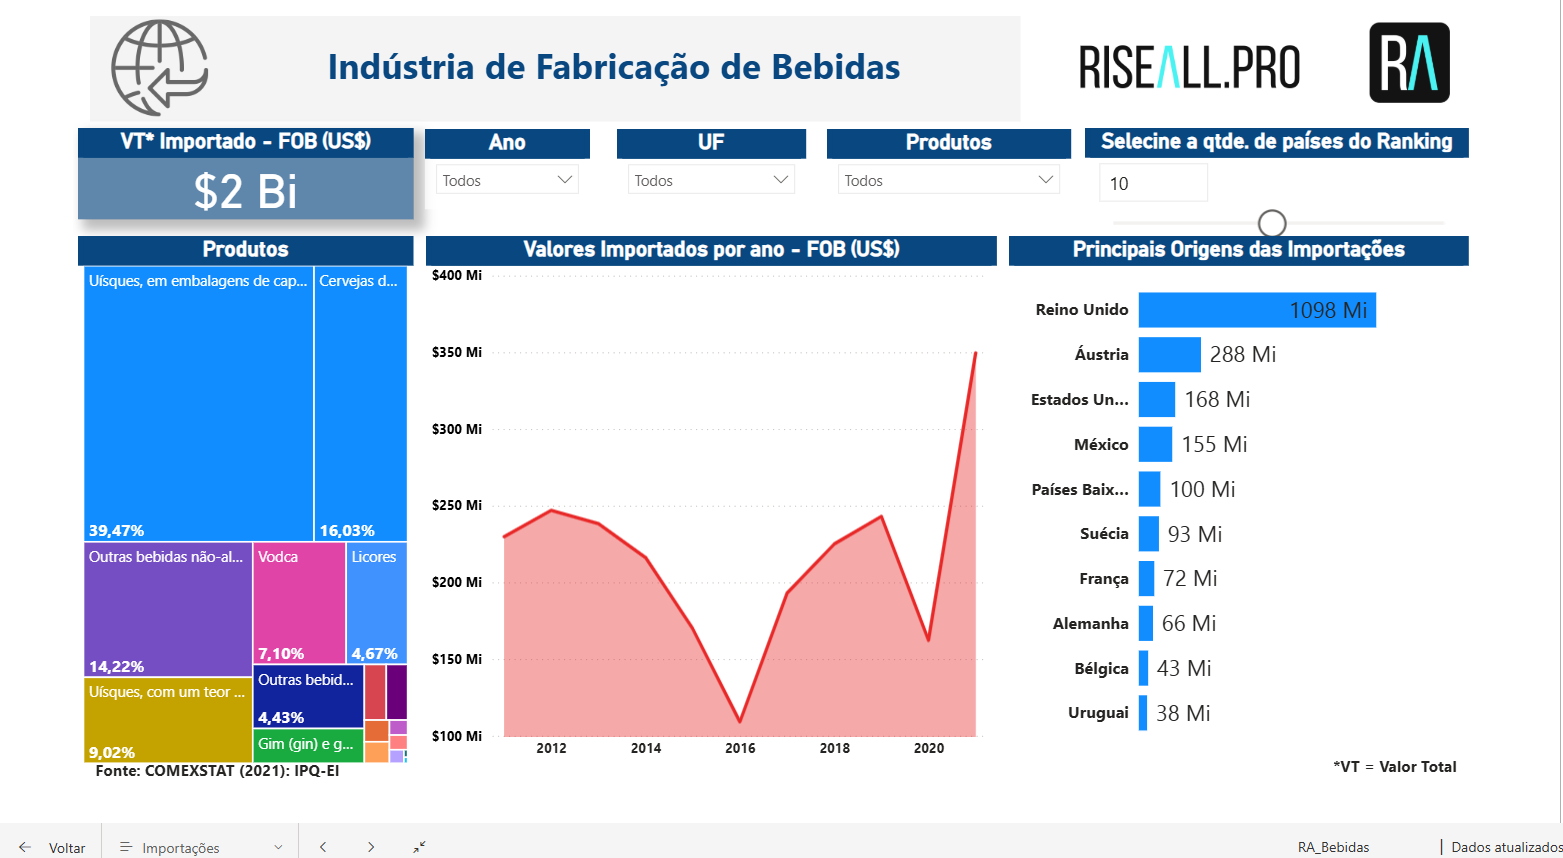 Indústria de Fabricação de Bebidas
RISEALL.PRO
RA
VT* Importado - FOB (US$)
$2 Bi
Ano
Todos
UF
Todos
Produtos
Todos
Selecine a qtde. de países do Ranking
10
Produtos
Uísques, em embalagens de cap...
39,47%
Cervejas d...
16,03%
Outras bebidas não-al...
14,22%
Vodca
7,10%
Licores
4,67%
Uísques, com um teor ...
9,02%
Outras bebid...
4,43%
Gim (gin) e g...
Fonte: COMEXSTAT (2021): IPQ-EI
Valores Importados por ano - FOB (US$)
$400 Mi
$350 Mi
$300 Mi
$250 Mi
$200 Mi
$150 Mi
$100 Mi
2012 2014 2016 2018 2020
Principais Origens das Importações
Reino Unido 1098 Mi
Áustria 288 Mi
Estados Un... 168 Mi
México 155 Mi
Países Baix... 100 Mi
Suécia 93 Mi
França 72 Mi
Alemanha 66 Mi
Bélgica 43 Mi
Uruguai 38 Mi
*VT = Valor Total
Voltar
Importações
RA_Bebidas
Dados atualizados